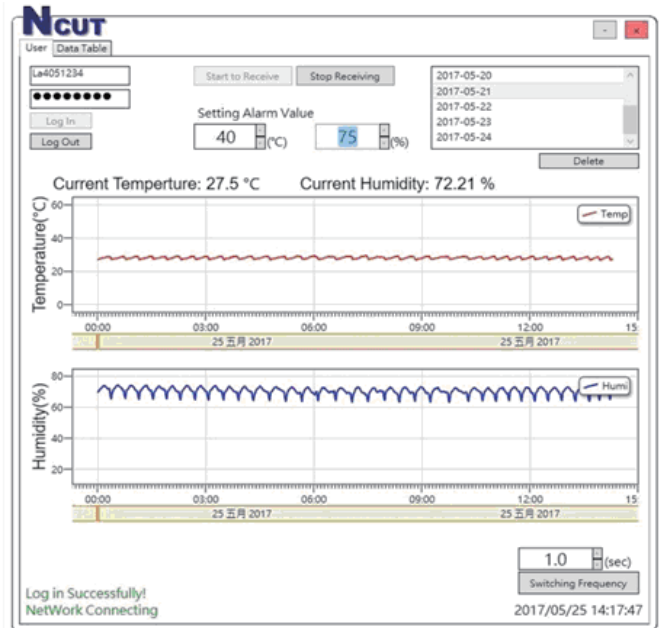 NCUT
User Data Table
La4051234
●●●●●●●●
Log In
Log Out
Start to Receive Stop Receiving
Setting Alarm Value
40 (°C) 75 (%)
2017-05-20
2017-05-21
2017-05-22
2017-05-23
2017-05-24
Delete
Current Temperture: 27.5 °C Current Humidity: 72.21 %
Temperature(°C)
60
40
20
0
Temp
00:00 03:00 06:00 09:00 12:00 15:
25 五月 2017 25 五月 2017
Humidity(%)
80
60
40
20
Humi
00:00 03:00 06:00 09:00 12:00 15:
25 五月 2017 25 五月 2017
1.0 (sec)
Switching Frequency
Log in Successfully!
NetWork Connecting
2017/05/25 14:17:47